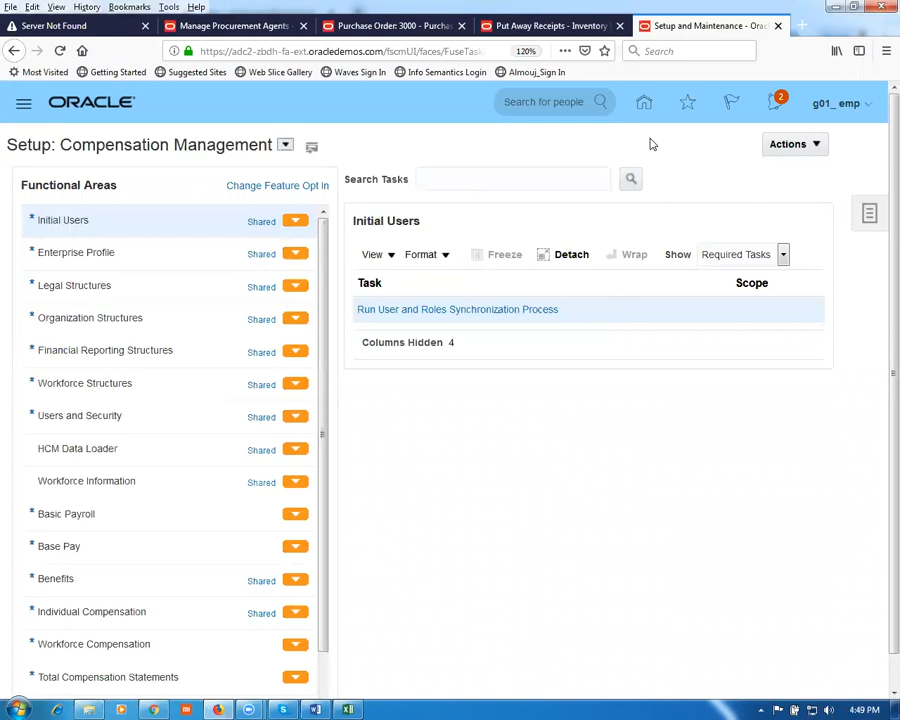 File Edit View History Bookmarks Tools Help
Server Not Found
Manage Procurement Agents -
Purchase Order: 3000 - Purchas
Put Away Receipts - Inventory
Setup and Maintenance - Orac
https://adc2-zbdh-fa-ext.oracledemos.com/fscmUI/faces/FuseTask
120%
Search
Most Visited Getting Started Suggested Sites Web Slice Gallery Waves Sign In Info Semantics Login Almouj_Sign In
ORACLE
Search for people
2
g01_ emp
Setup: Compensation Management
Actions
Functional Areas
Change Feature Opt In
Search Tasks
* Initial Users Shared
* Enterprise Profile Shared
* Legal Structures Shared
* Organization Structures Shared
* Financial Reporting Structures Shared
* Workforce Structures Shared
* Users and Security Shared
HCM Data Loader Shared
Workforce Information Shared
* Basic Payroll
* Base Pay
* Benefits Shared
* Individual Compensation Shared
* Workforce Compensation
* Total Compensation Statements
Initial Users
View Format Freeze Detach Wrap Show Required Tasks
Task Scope
Run User and Roles Synchronization Process
Columns Hidden 4
4:49 PM